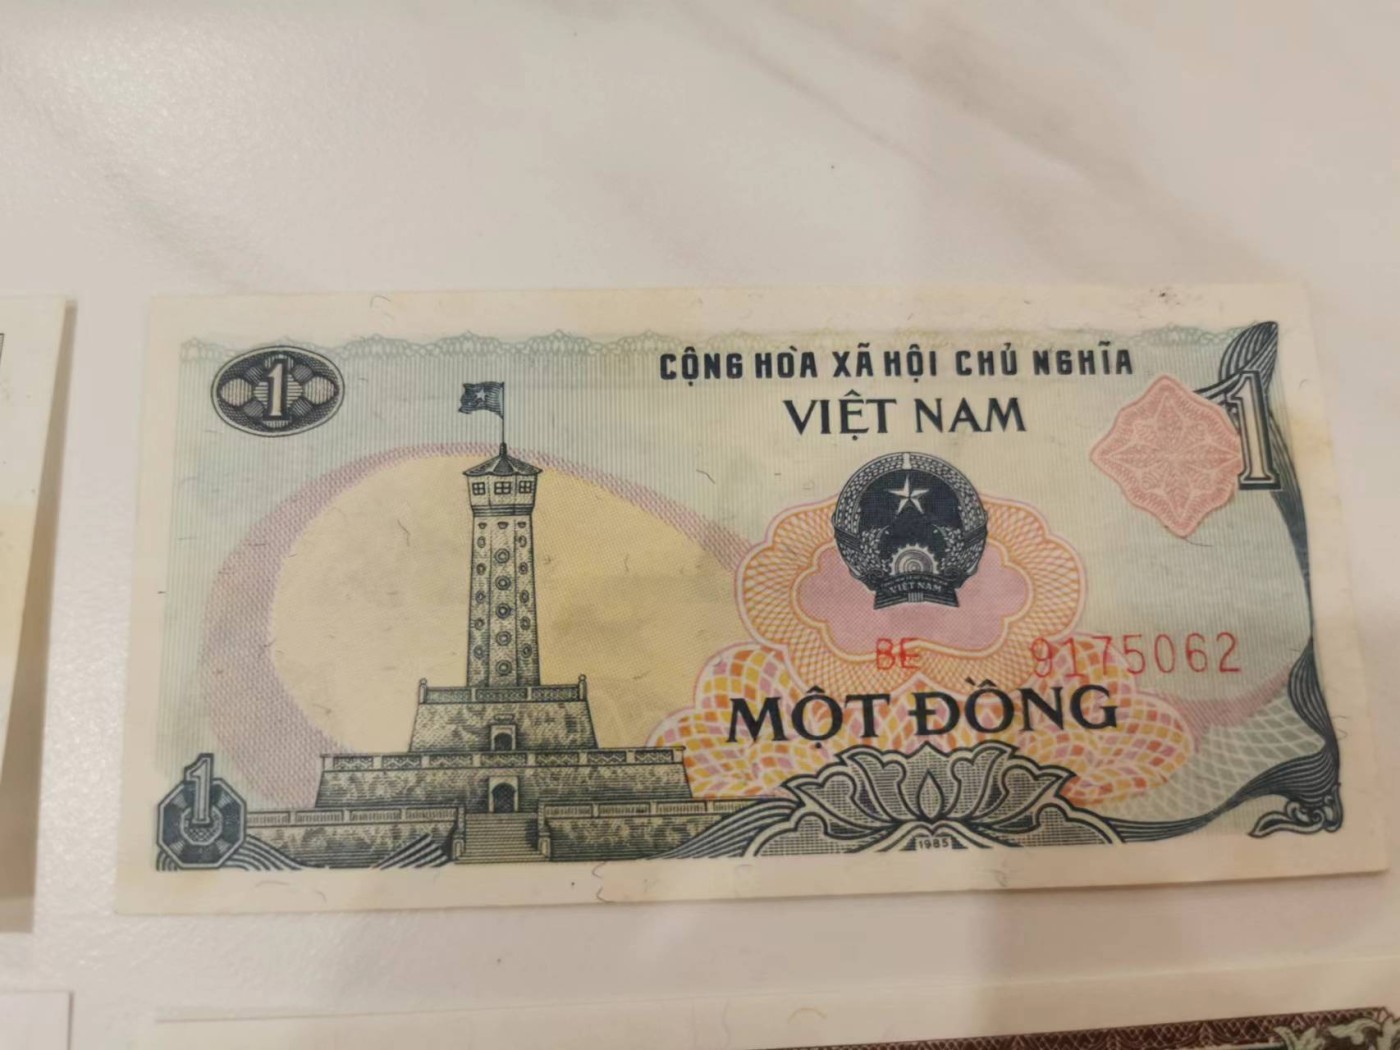 1
CỘNG HÒA XÃ HỘI CHỦ NGHĨA
VIỆT NAM
1
VIỆT NAM
BE 9175062
MỘT ĐỒNG
1
1985